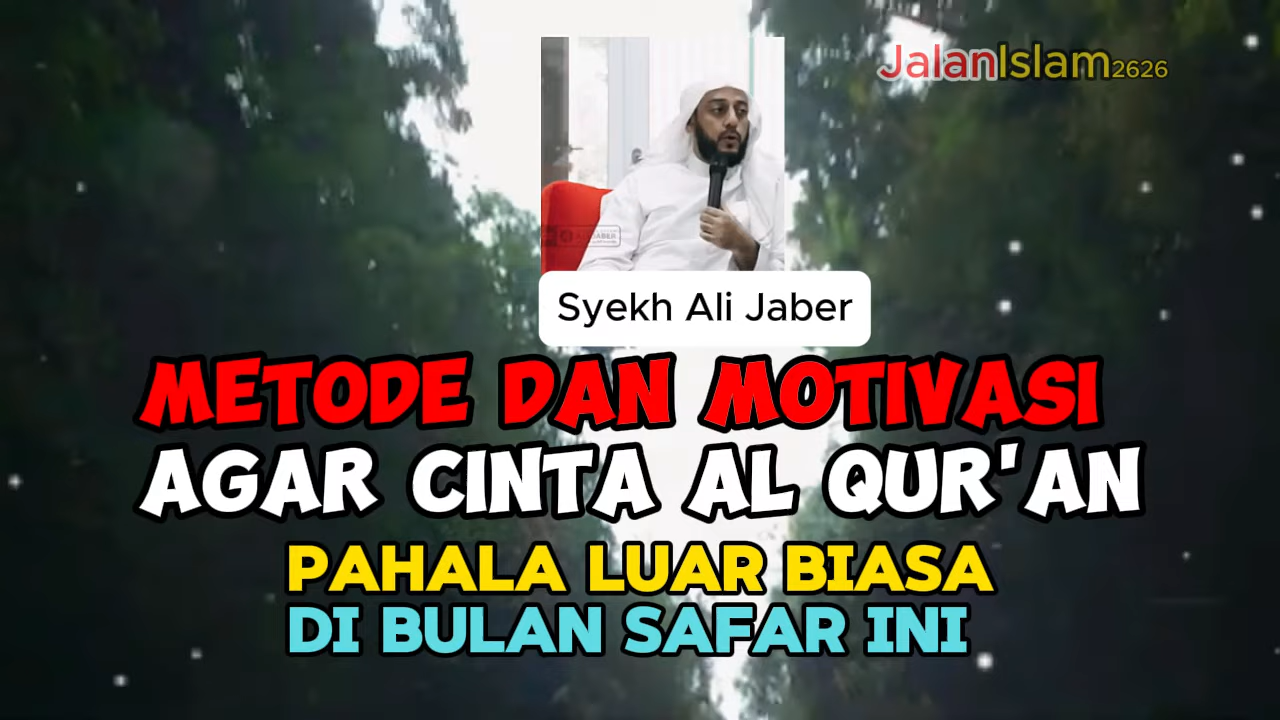 JalanIslam2626
Syekh Ali Jaber
METODE DAN MOTIVASI
AGAR CINTA AL QUR'AN
PAHALA LUAR BIASA
DI BULAN SAFAR INI